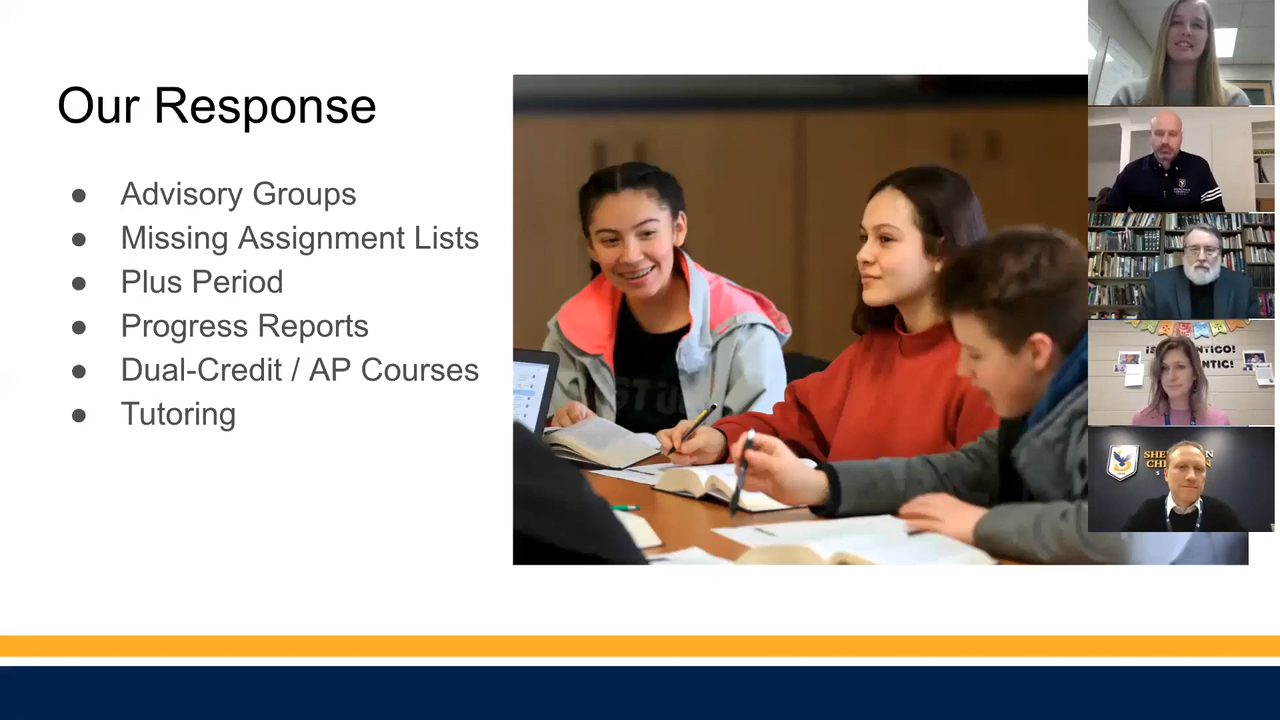 Our Response
● Advisory Groups
● Missing Assignment Lists
● Plus Period
● Progress Reports
● Dual-Credit / AP Courses
● Tutoring